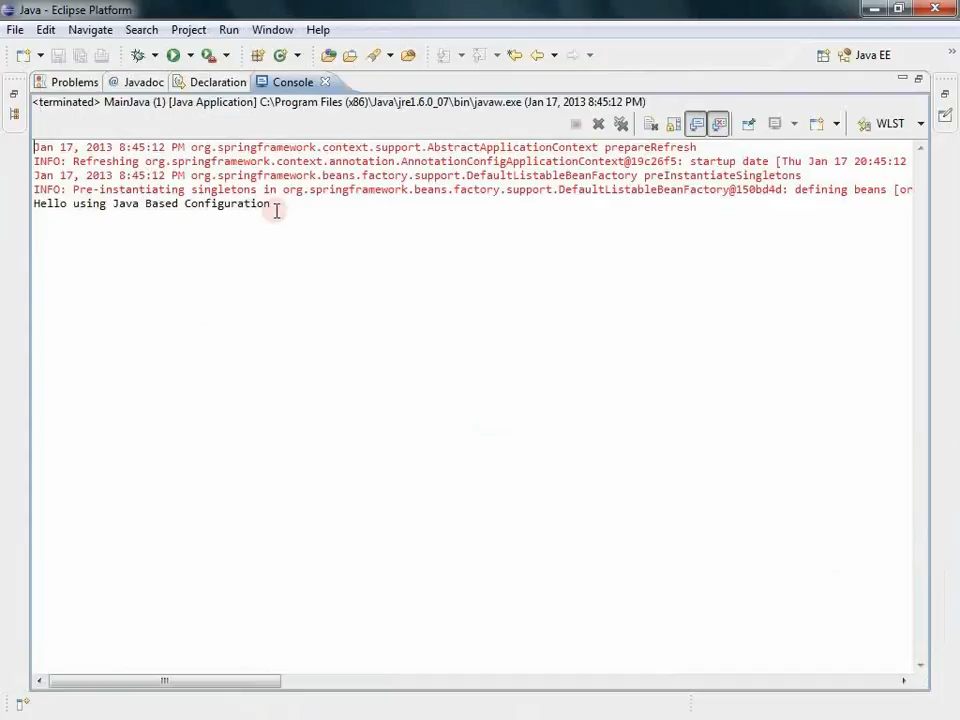 Java - Eclipse Platform
File Edit Navigate Search Project Run Window Help
Java EE
Problems @ Javadoc Declaration Console
<terminated> MainJava (1) [Java Application] C:\Program Files (x86)\Java\jre1.6.0_07\bin\javaw.exe (Jan 17, 2013 8:45:12 PM)
WLST
Jan 17, 2013 8:45:12 PM org.springframework.context.support.AbstractApplicationContext prepareRefresh
INFO: Refreshing org.springframework.context.annotation.AnnotationConfigApplicationContext@19c26f5: startup date [Thu Jan 17 20:45:12
Jan 17, 2013 8:45:12 PM org.springframework.beans.factory.support.DefaultListableBeanFactory preInstantiateSingletons
INFO: Pre-instantiating singletons in org.springframework.beans.factory.support.DefaultListableBeanFactory@150bd4d: defining beans [or
Hello using Java Based Configuration